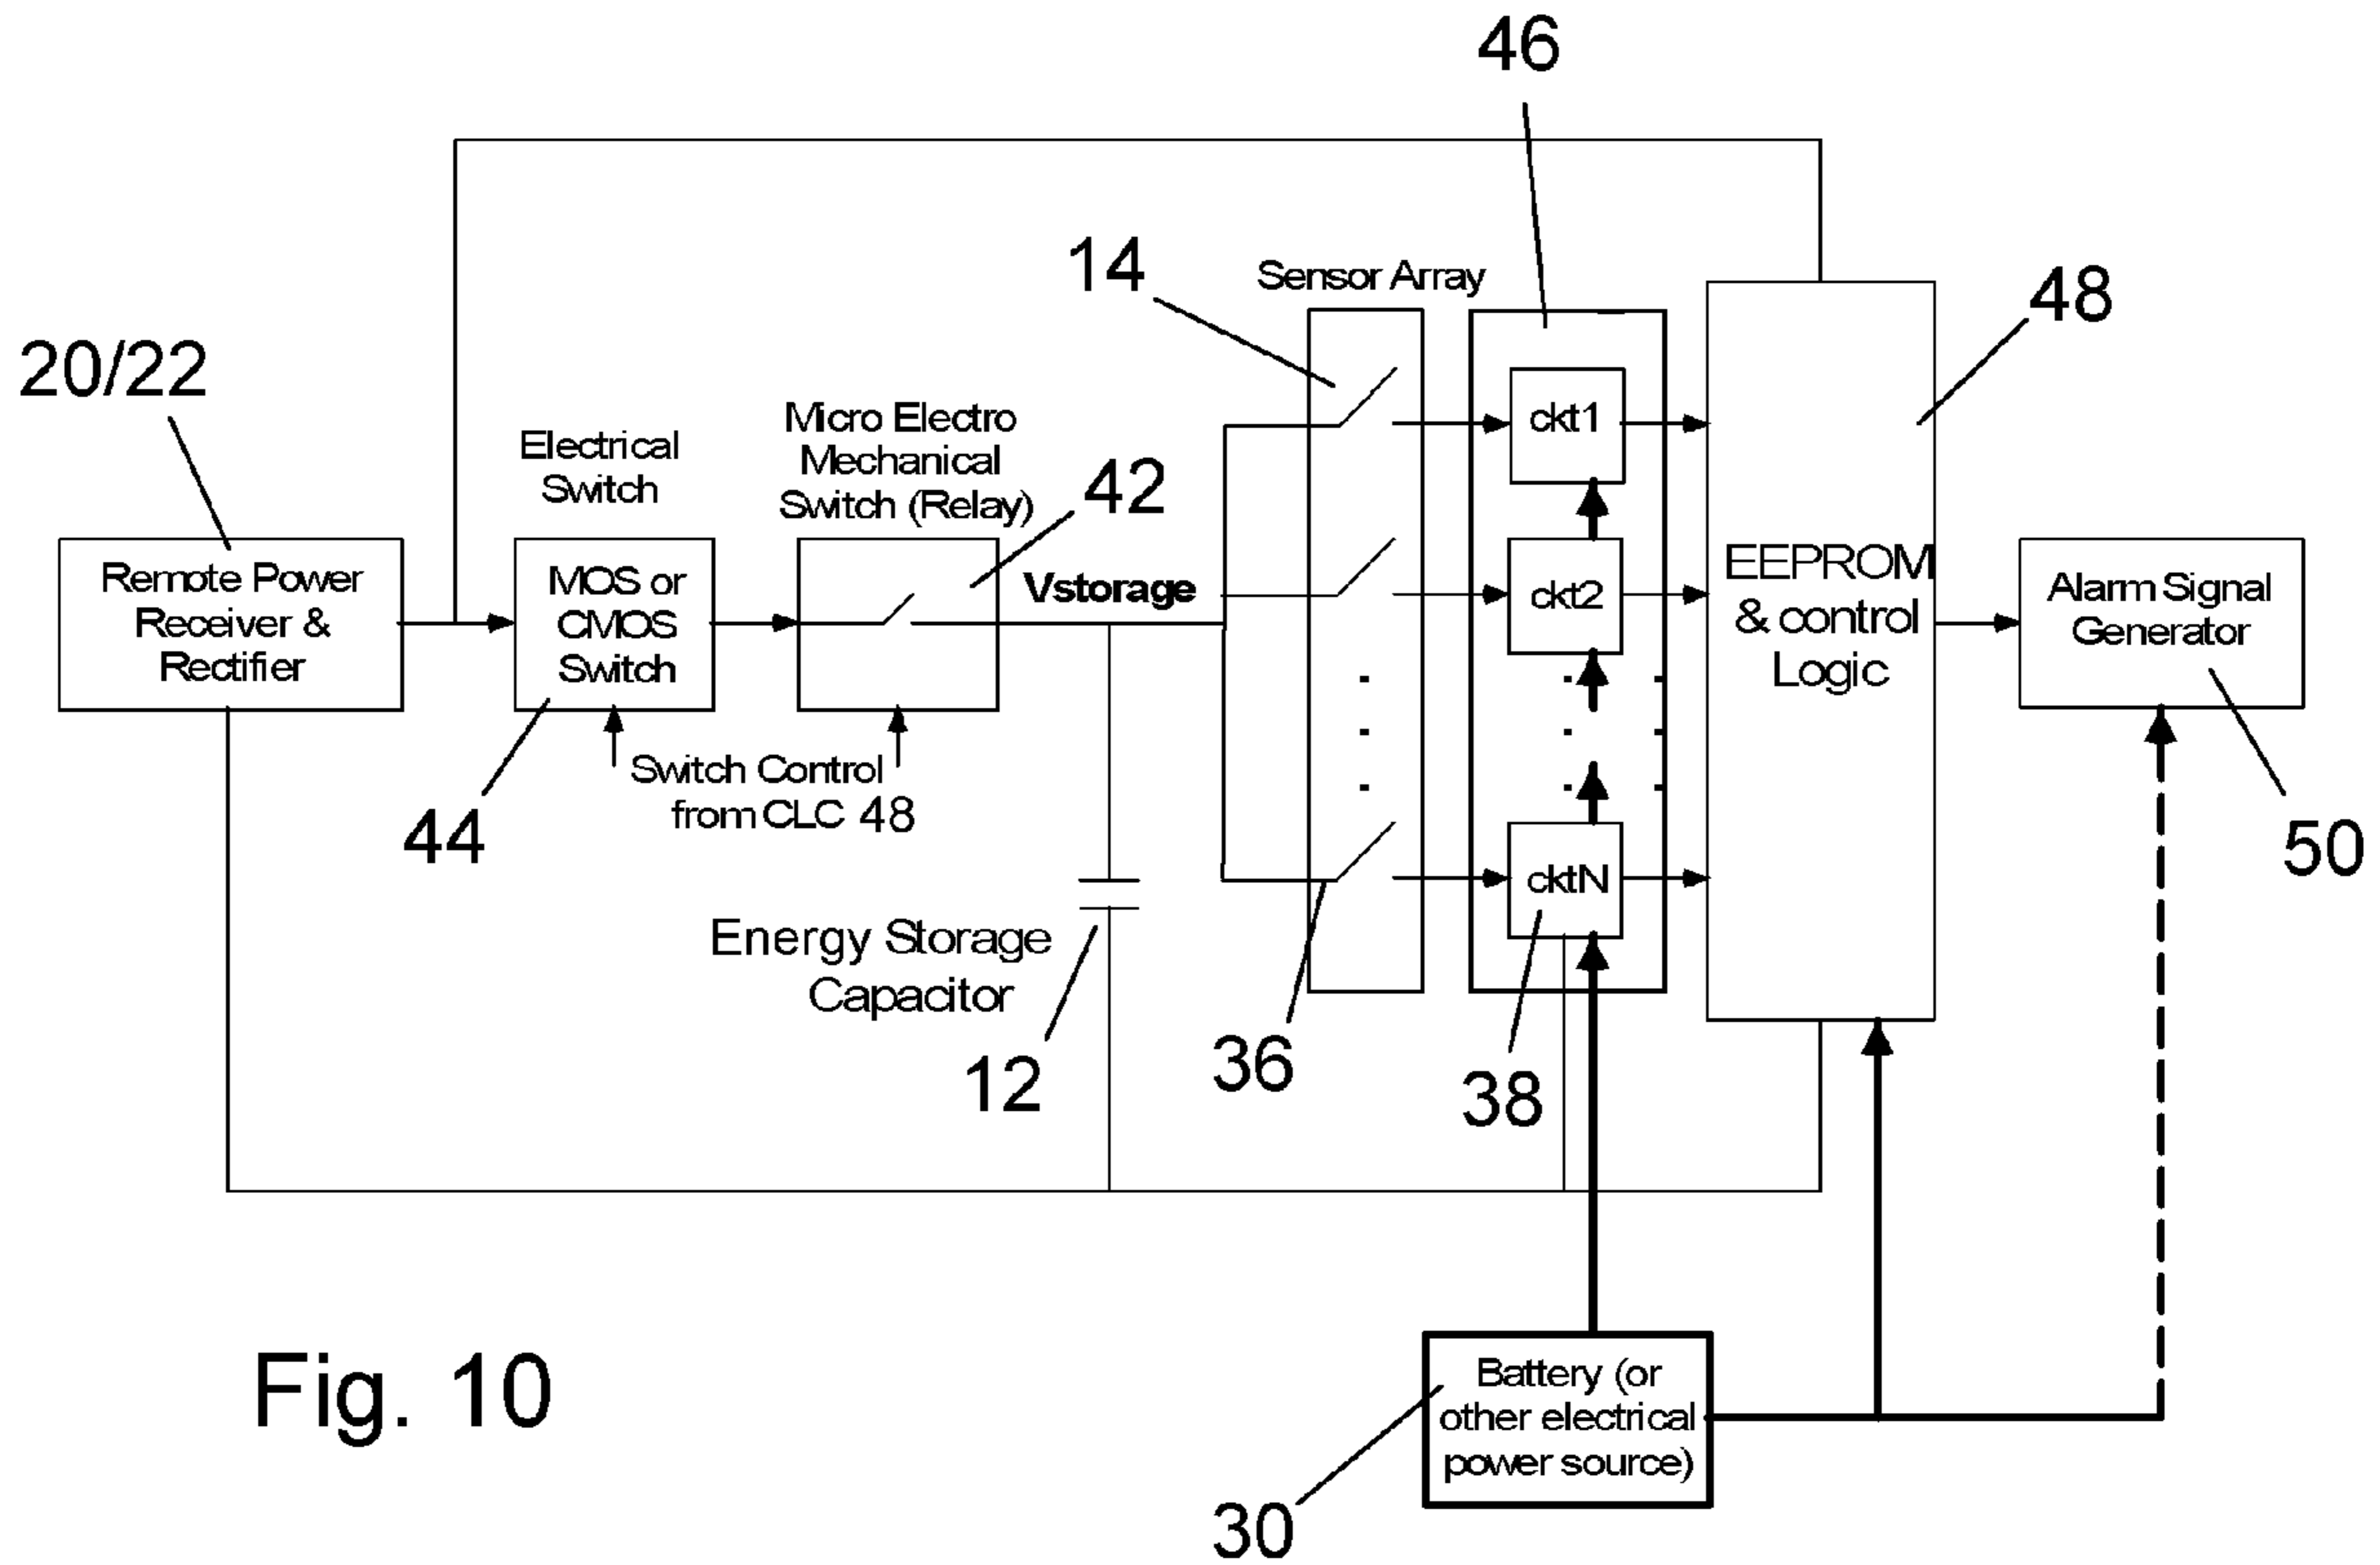 46
14
Sensor Array
48
20/22
Electrical
Switch
Micro Electro
Mechanical
Switch (Relay)
42
Remote Power
Receiver &
Rectifier
MOS or
CMOS
Switch
Vstorage
ckt1
ckt2
cktN
EEPROM
& control
Logic
Alarm Signal
Generator
Switch Control
from CLC 48
44
50
Energy Storage
Capacitor
12
36
38
Battery (or
other electrical
power source)
30
Fig. 10